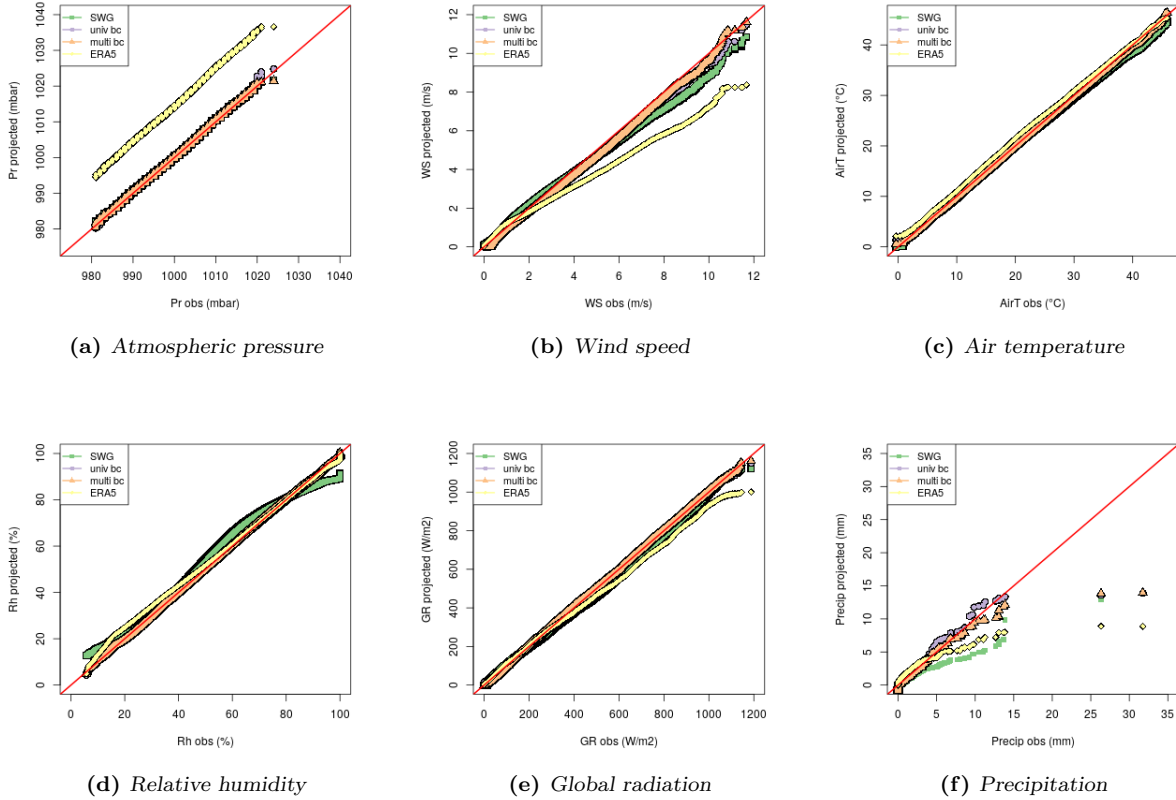 SWG
univ bc
multi bc
ERA5
Pr projected (mbar)
980 990 1000 1010 1020 1030 1040
980 990 1000 1010 1020 1030 1040
Pr obs (mbar)
(a) Atmospheric pressure
SWG
univ bc
multi bc
ERA5
WS projected (m/s)
0 2 4 6 8 10 12
0 2 4 6 8 10 12
WS obs (m/s)
(b) Wind speed
SWG
univ bc
multi bc
ERA5
AirT projected (°C)
0 10 20 30 40
0 10 20 30 40
AirT obs (°C)
(c) Air temperature
SWG
univ bc
multi bc
ERA5
Rh projected (%)
0 20 40 60 80 100
0 20 40 60 80 100
Rh obs (%)
(d) Relative humidity
SWG
univ bc
multi bc
ERA5
GR projected (W/m2)
0 200 400 600 800 1000 1200
0 200 400 600 800 1000 1200
GR obs (W/m2)
(e) Global radiation
SWG
univ bc
multi bc
ERA5
Precip projected (mm)
0 5 10 15 20 25 30 35
0 5 10 15 20 25 30 35
Precip obs (mm)
(f) Precipitation